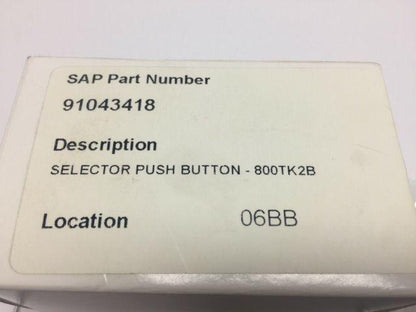 SAP Part Number
91043418
Description
SELECTOR PUSH BUTTON - 800TK2B
Location 06BB